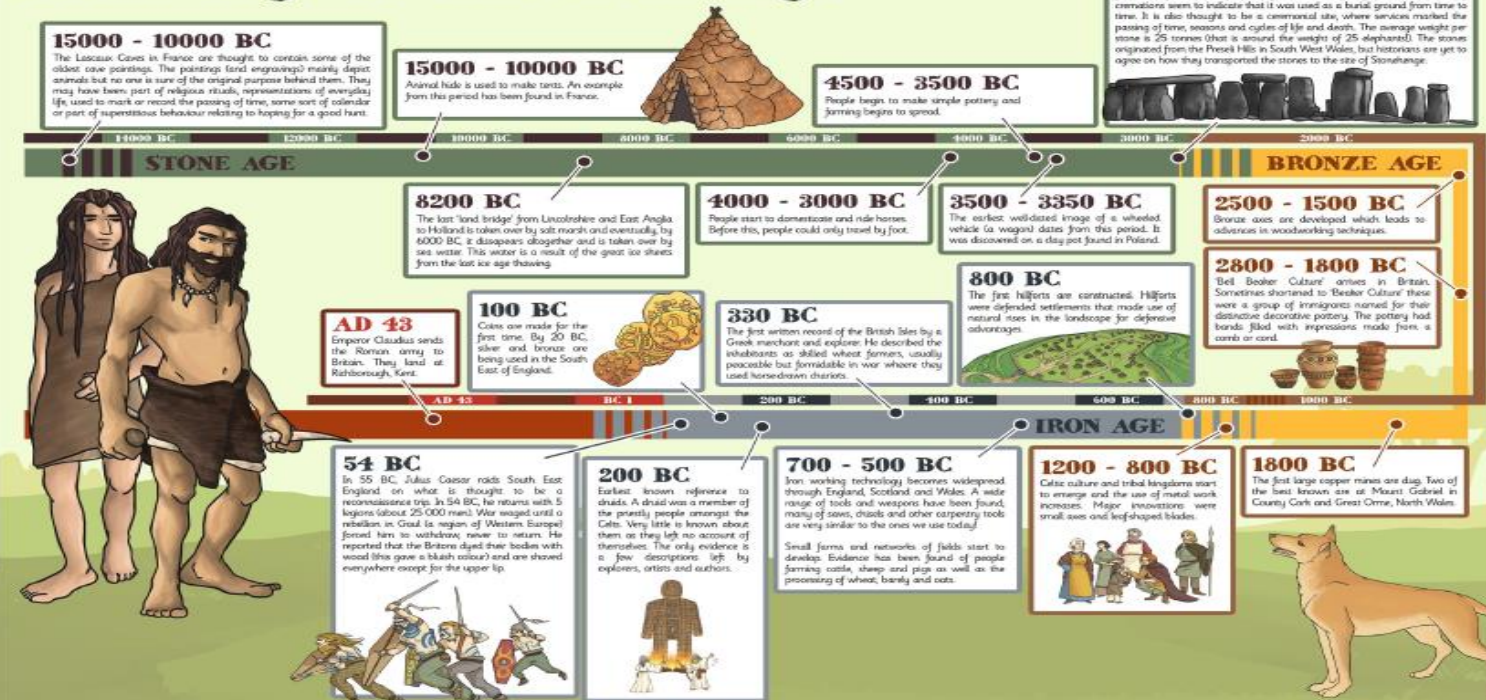 cremations seem to indicate that it was used as a burial ground from time to
time. It is also thought to be a ceremonial site, where services marked the
passing of time, seasons and cycles of life and death. The average weight per
stone is 25 tonnes (that is around the weight of 25 elephants!). The stones
originated from the Preseli Hills in South West Wales, but historians are yet to
agree on how they transported the stones to the site of Stonehenge.
15000 - 10000 BC
The Lascaux Caves in France are thought to contain some of the
oldest cave paintings. The paintings (and engravings) mainly depict
animals but no one is sure of the original purpose behind them. They
may have been: part of religious rituals, representations of everyday
life, used to mark or record the passing of time, some sort of calendar
or part of superstitious behaviour relating to hoping for a good hunt.
15000 - 10000 BC
Animal hide is used to make tents. An example
from this period has been found in France.
4500 - 3500 BC
People begin to make simple pottery and
farming begins to spread.
14000 BC 12000 BC 10000 BC 8000 BC 6000 BC 4000 BC 3000 BC 2000 BC
STONE AGE
BRONZE AGE
8200 BC
The last 'land bridge' from Lincolnshire and East Anglia
to Holland is taken over by salt marsh and eventually, by
6000 BC, it dissapears altogether and is taken over by
sea water. This water is a result of the great ice sheets
from the last ice age thawing.
4000 - 3000 BC
People start to domesticate and ride horses.
Before this, people could only travel by foot.
3500 - 3350 BC
The earliest well-dated image of a wheeled
vehicle (a wagon) dates from this period. It
was discovered on a clay pot found in Poland.
2500 - 1500 BC
Bronze axes are developed which leads to
advances in woodworking techniques.
2800 - 1800 BC
'Bell Beaker Culture' arrives in Britain.
Sometimes shortened to 'Beaker Culture' these
were a group of immigrants named for their
distinctive decorative pottery. The pottery had
bands filled with impressions made from a
comb or cord.
AD 43
Emperor Claudius sends
the Roman army to
Britain. They land at
Richborough, Kent.
100 BC
Coins are made for the
first time. By 20 BC,
silver and bronze are
being used in the South
East of England.
330 BC
The first written record of the British Isles by a
Greek merchant and explorer. He described the
inhabitants as skilled wheat farmers, usually
peaceable but formidable in war wheere they
used horsedrawn chariots.
800 BC
The first hillforts are constructed. Hillforts
were defended settlements that made use of
natural rises in the landscape for defensive
advantages.
AD 43 BC 1 200 BC 400 BC 600 BC 800 BC 1000 BC
IRON AGE
54 BC
In 55 BC, Julius Caesar raids South East
England on what is thought to be a
reconnaissance trip. In 54 BC, he returns with 5
legions (about 25 000 men). War waged until a
rebellion in Gaul (a region of Western Europe)
forced him to withdraw, never to return. He
reported that the Britons dyed their bodies with
woad (this gave a bluish colour) and are shaved
everywhere except for the upper lip.
200 BC
Earliest known reference to
druids. A druid was a member of
the priestly people amongst the
Celts. Very little is known about
them as they left no account of
themselves. The only evidence is
a few descriptions left by
explorers, artists and authors.
700 - 500 BC
Iron working technology becomes widespread
through England, Scotland and Wales. A wide
range of tools and weapons have been found,
many of saws, chisels and other carpentry tools
are very similar to the ones we use today!
Small farms and networks of fields start to
develop. Evidence has been found of people
farming cattle, sheep and pigs as well as the
processing of wheat, barely and oats.
1200 - 800 BC
Celtic culture and tribal kingdoms start
to emerge and the use of metal work
increases. Major innovations were
small axes and leaf-shaped blades.
1800 BC
The first large copper mines are dug. Two of
the best known are at Mount Gabriel in
County Cork and Great Orme, North Wales.